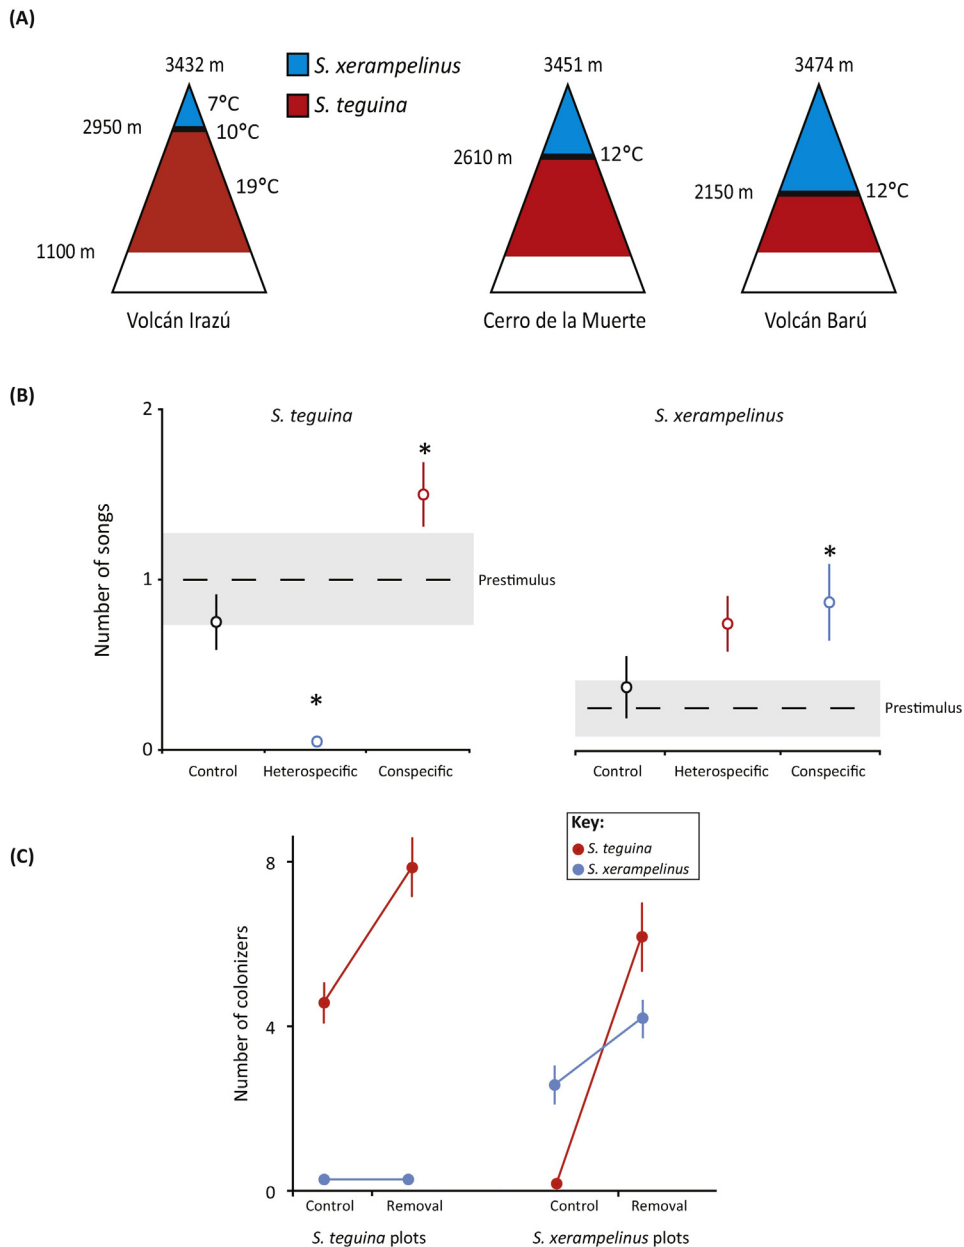 (A)
3432 m
S. xerampelinus
S. teguina
3451 m
3474 m
7°C
2950 m
10°C
19°C
1100 m
2610 m
12°C
2150 m
12°C
Volcán Irazú
Cerro de la Muerte
Volcán Barú
(B)
S. teguina
S. xerampelinus
Number of songs
2
1
0
*
*
Prestimulus
*
Prestimulus
Control
Heterospecific
Conspecific
Control
Heterospecific
Conspecific
(C)
Key:
S. teguina
S. xerampelinus
Number of colonizers
8
4
0
Control
Removal
Control
Removal
S. teguina plots
S. xerampelinus plots